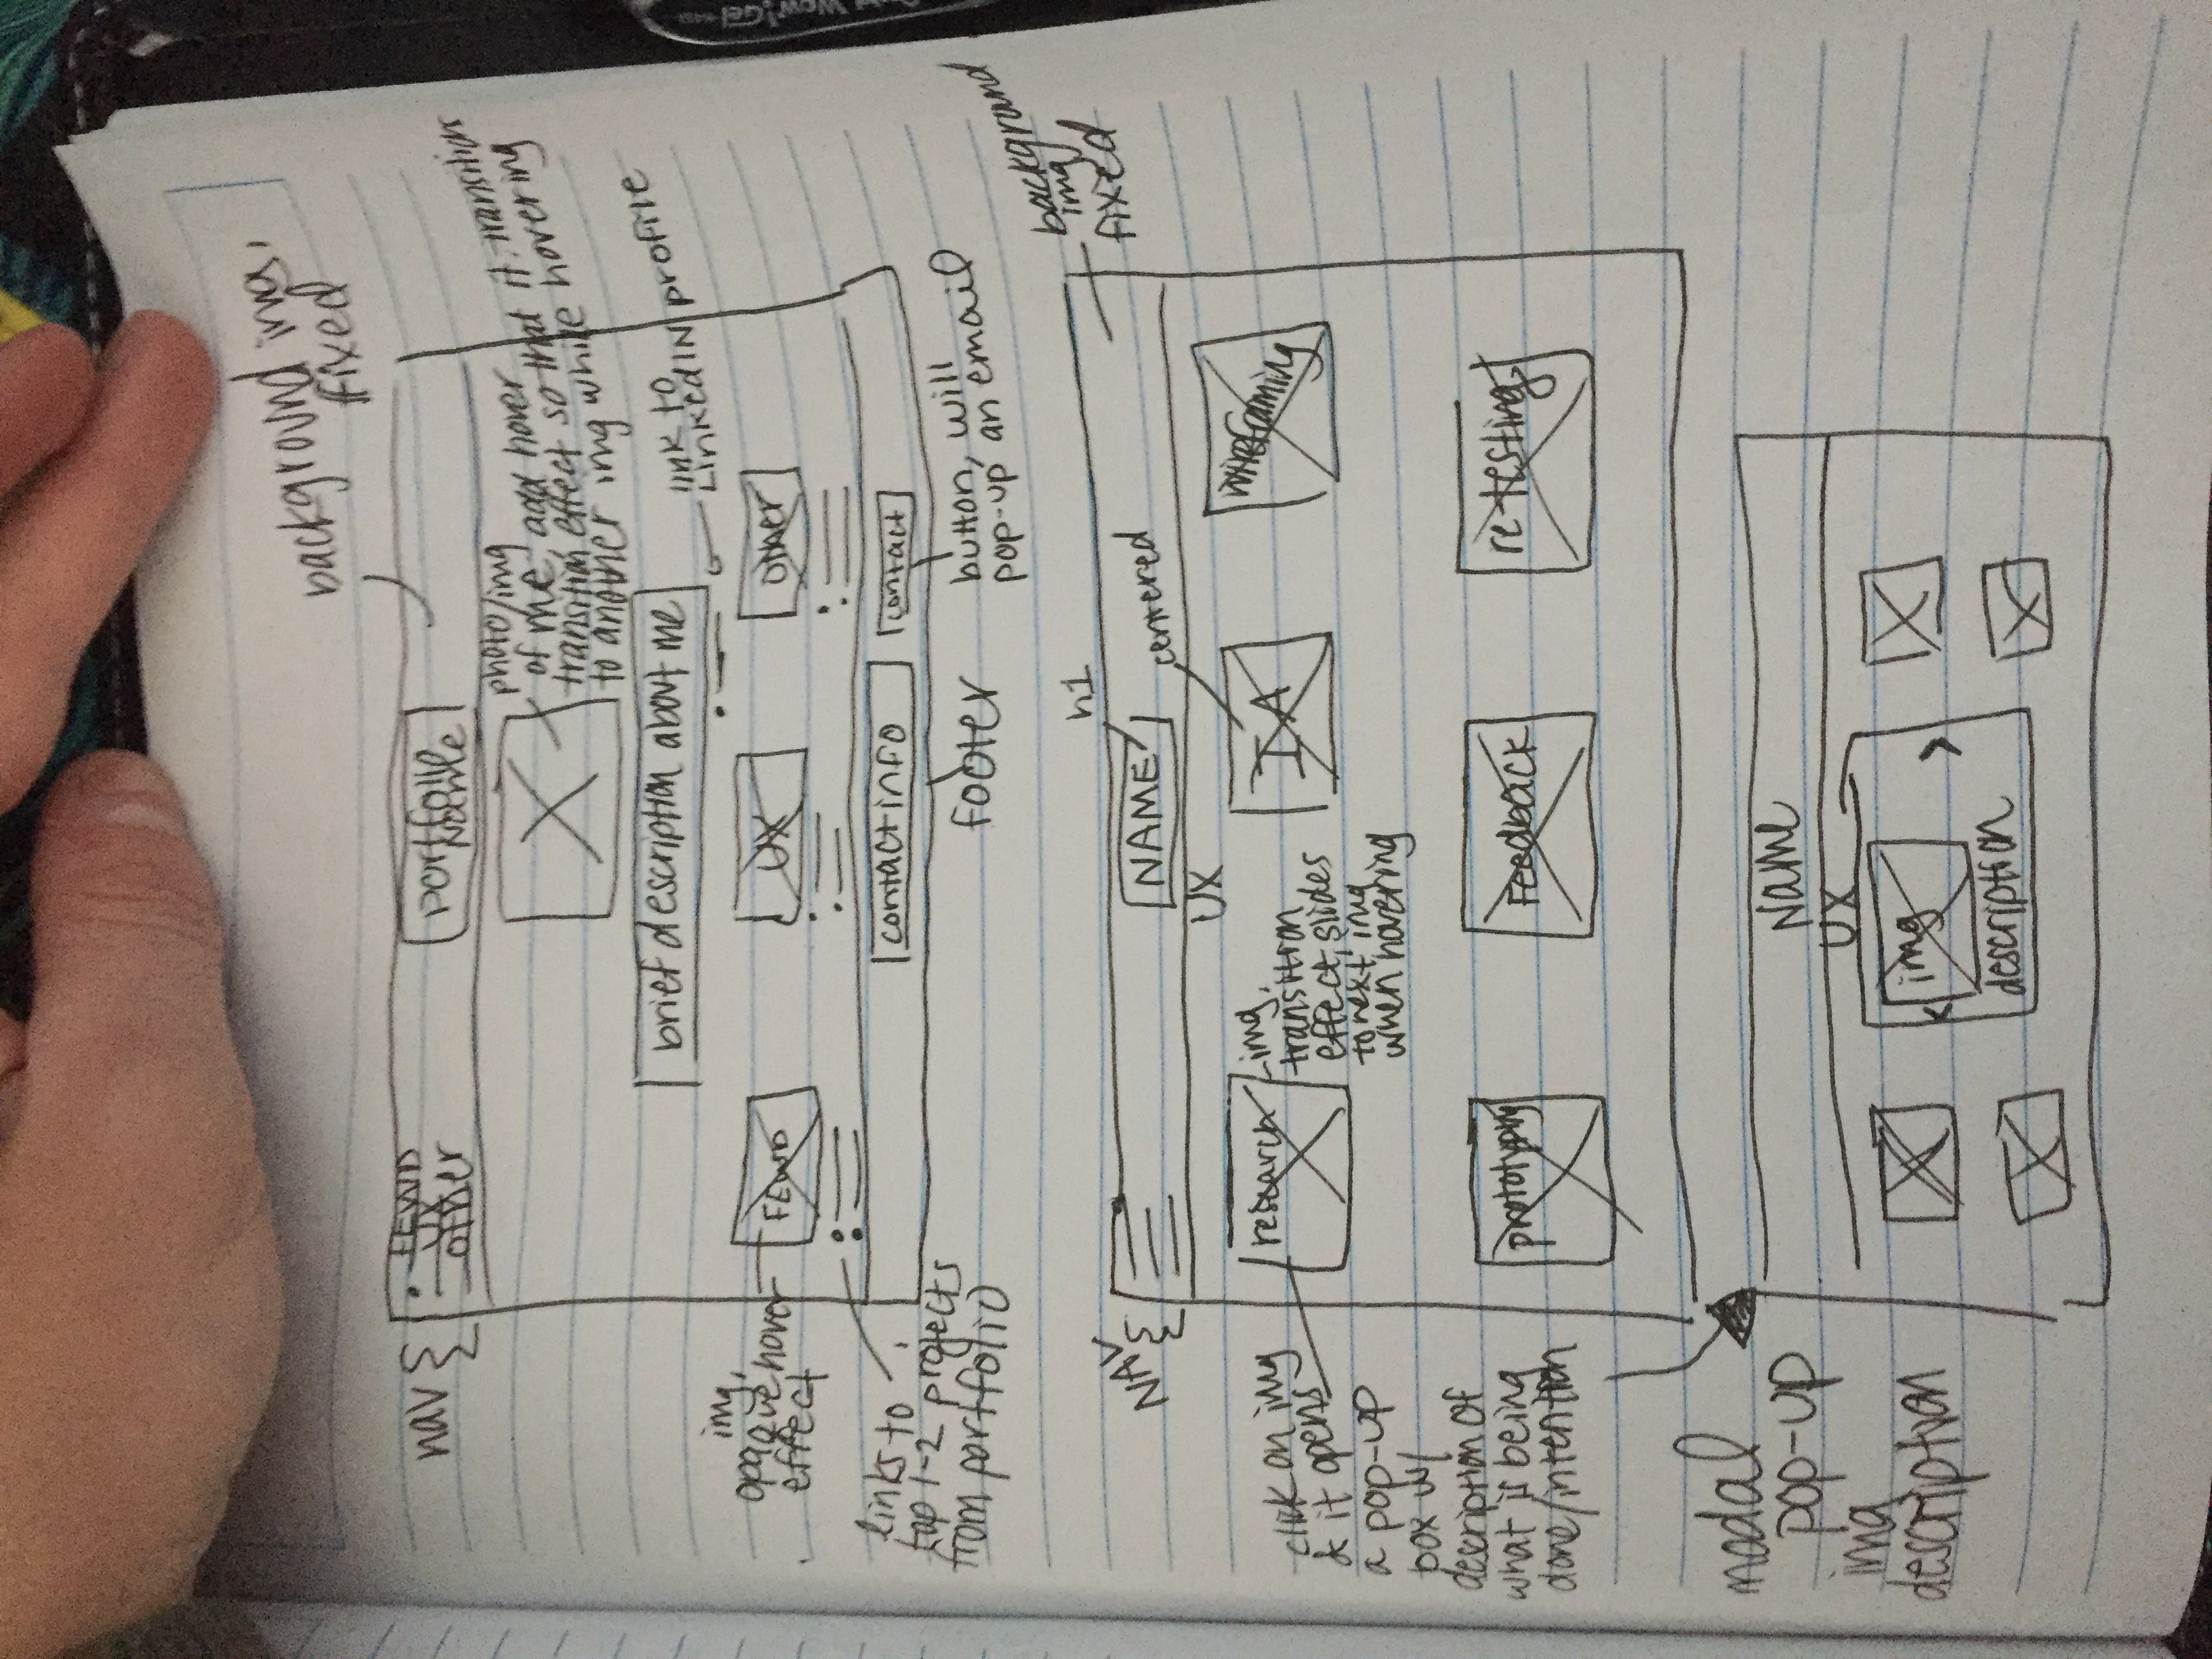 background img,
fixed
nav
FEWD
UX
other
portfolio
Name
photo/img
of me, add hover
transition effect so that it transitions
to another img while hovering
brief description about me
link to
LinkedIN profile
img,
opaque hover
effect
FEWD
UX
other
links to
top 1-2 projects
from portfolio
contact info
contact
footer
button, will
pop-up an email
background
img
fixed
NAV
h1
NAME
centered
UX
research
img,
transition
effect, slides
to next img
when hovering
IA
wireframing
click on img
& it opens
a pop-up
box w/
description of
what is being
done/intention
prototyping
Feedback
re testing
modal
pop-up
img
description
Name
UX
img
description